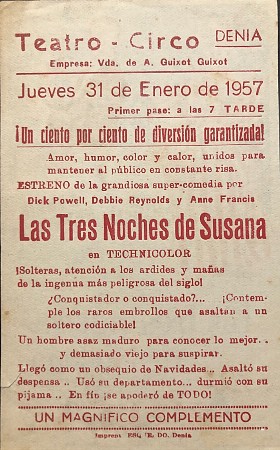 Teatro - Circo DENIA
Empresa: Vda. de A. Guixot Guixot
Jueves 31 de Enero de 1957
Primer pase: a las 7 TARDE
¡Un ciento por ciento de diversión garantizada!
Amor, humor, color y calor, unidos para
mantener al público en constante risa.
ESTRENO de la grandiosa super-comedia por
Dick Powell, Debbie Reynolds y Anne Francis
Las Tres Noches de Susana
en TECHNICOLOR
¡Solteras, atención a los ardides y mañas
de la ingenua más peligrosa del siglo!
¿Conquistador o conquistado?... ¡Contem-
ple los raros embrollos que asaltan a un
soltero codiciable!
Un hombre asaz maduro para conocer lo mejor..
y demasiado viejo para suspirar.
Llegó como un obsequio de Navidades... Asaltó su
despensa .. Usó su departamento... durmió con su
pijama .. En fin ¡se apoderó de TODO!
UN MAGNIFICO COMPLEMENTO
Denia